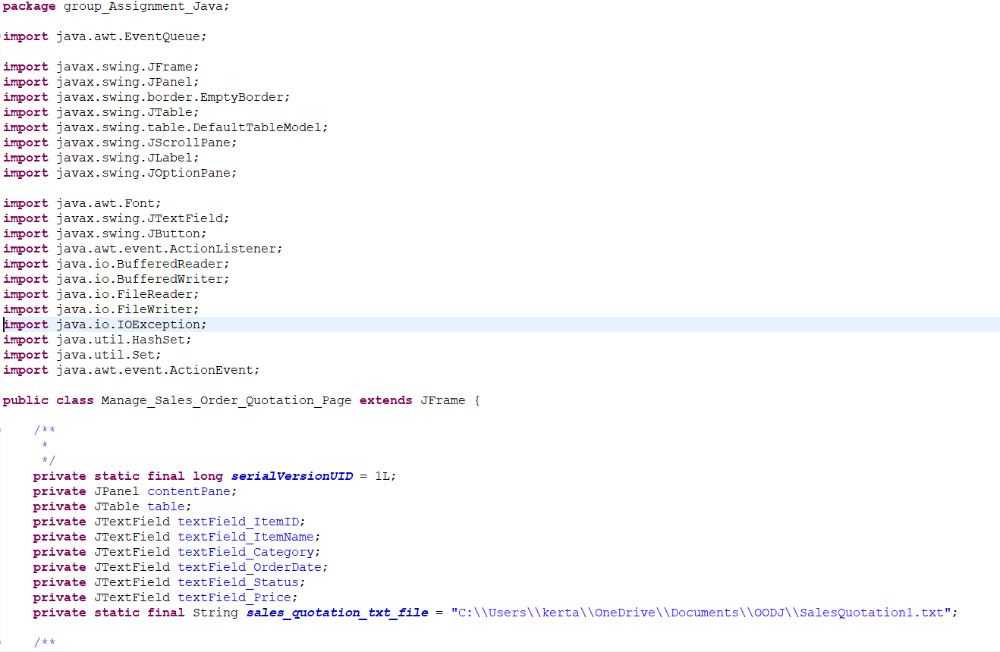 package group_Assignment_Java;
import java.awt.EventQueue;
import javax.swing.JFrame;
import javax.swing.JPanel;
import javax.swing.border.EmptyBorder;
import javax.swing.JTable;
import javax.swing.table.DefaultTableModel;
import javax.swing.JScrollPane;
import javax.swing.JLabel;
import javax.swing.JOptionPane;
import java.awt.Font;
import javax.swing.JTextField;
import javax.swing.JButton;
import java.awt.event.ActionListener;
import java.io.BufferedReader;
import java.io.BufferedWriter;
import java.io.FileReader;
import java.io.FileWriter;
import java.io.IOException;
import java.util.HashSet;
import java.util.Set;
import java.awt.event.ActionEvent;
public class Manage_Sales_Order_Quotation_Page extends JFrame {
/**
*
*/
private static final long serialVersionUID = 1L;
private JPanel contentPane;
private JTable table;
private JTextField textField_ItemID;
private JTextField textField_ItemName;
private JTextField textField_Category;
private JTextField textField_OrderDate;
private JTextField textField_Status;
private JTextField textField_Price;
private static final String sales_quotation_txt_file = "C:\\Users\\kerta\\OneDrive\\Documents\\OODJ\\SalesQuotation1.txt";
/**